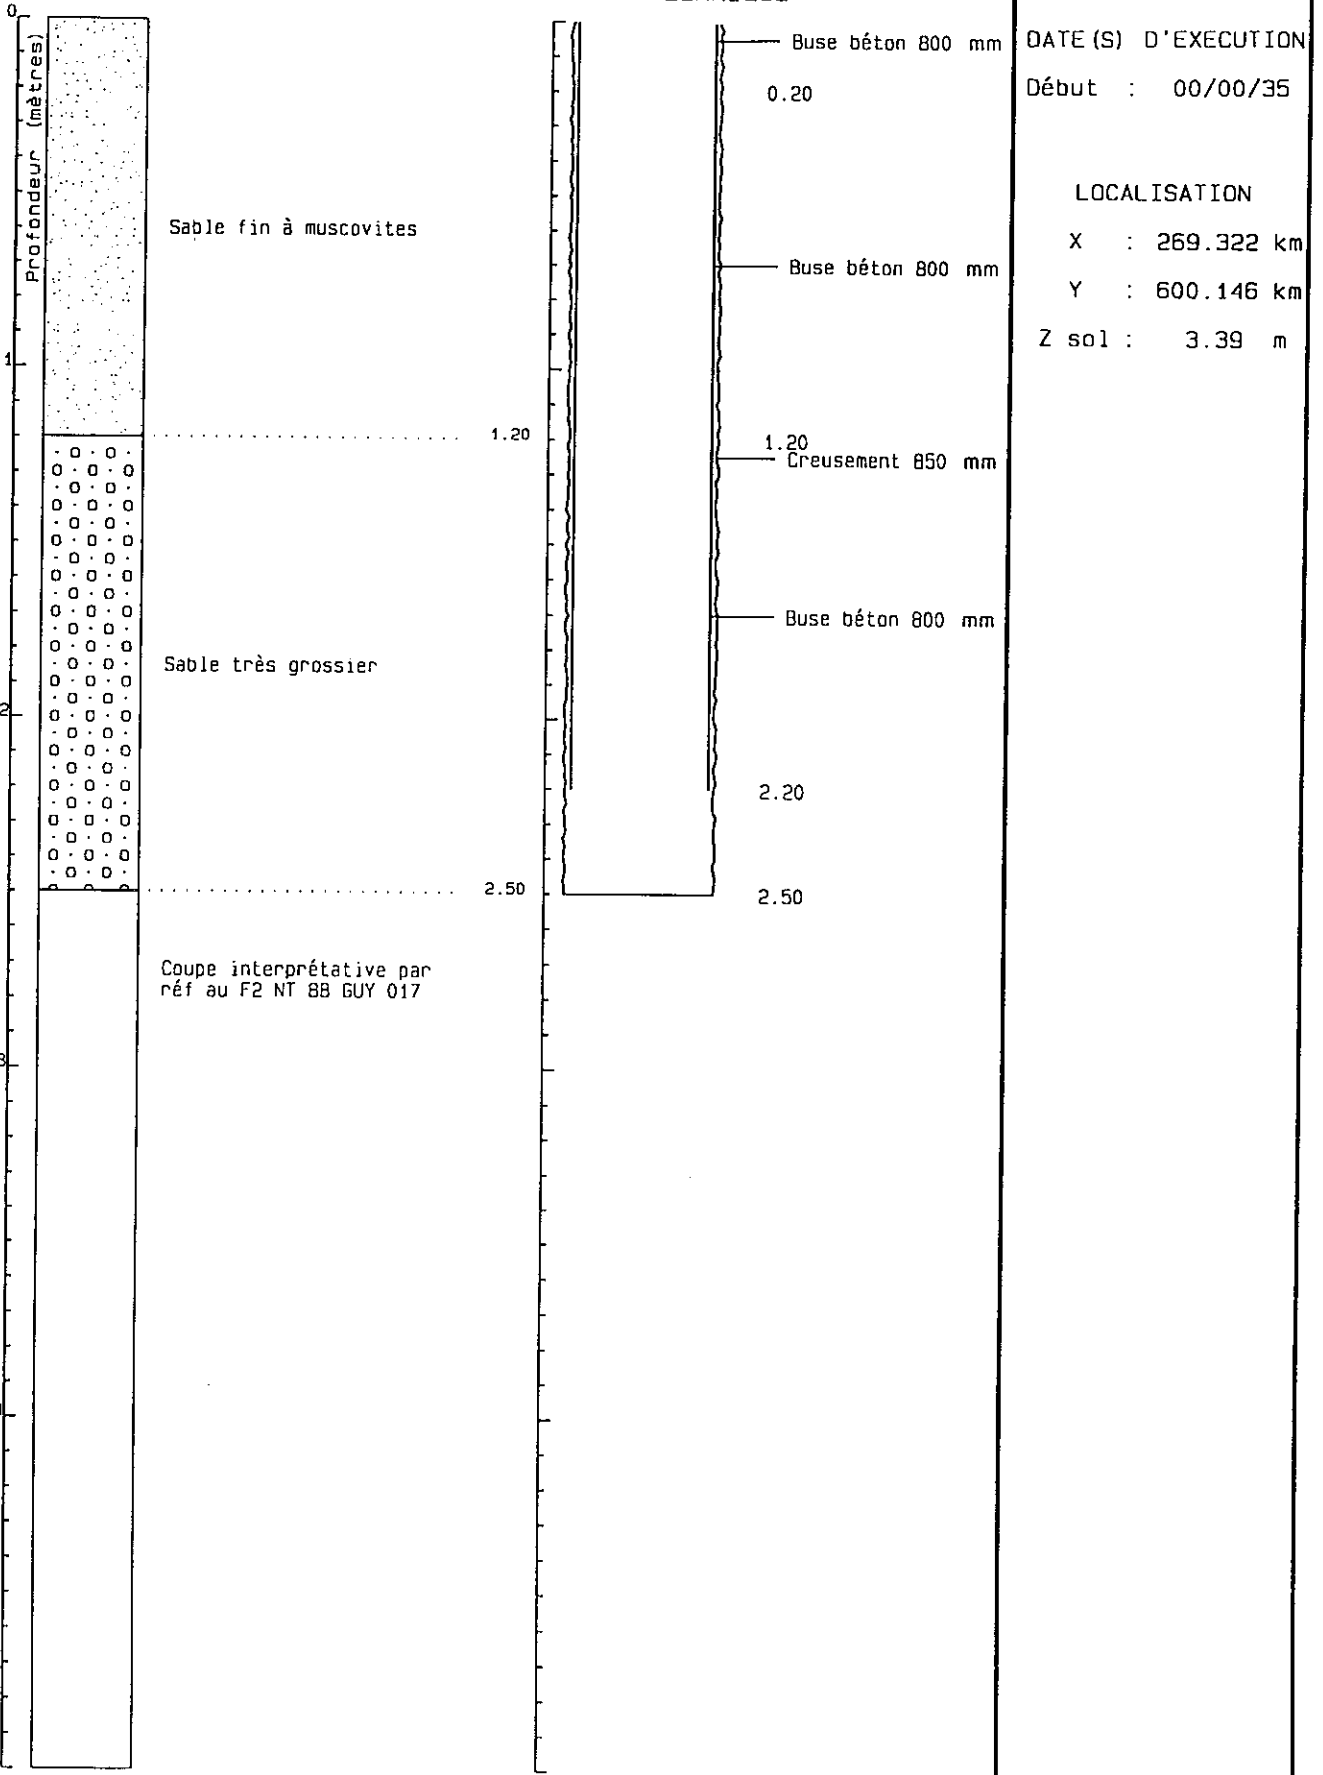 0
Profondeur (mètres)
Sable fin à muscovites
1
1.20
Sable très grossier
2
2.50
Coupe interprétative par
réf au F2 NT 88 GUY 017
3
Buse béton 800 mm
0.20
Buse béton 800 mm
1.20
Creusement 850 mm
Buse béton 800 mm
2.20
2.50
DATE(S) D'EXECUTION
Début : 00/00/35
LOCALISATION
X : 269.322 km
Y : 600.146 km
Z sol : 3.39 m